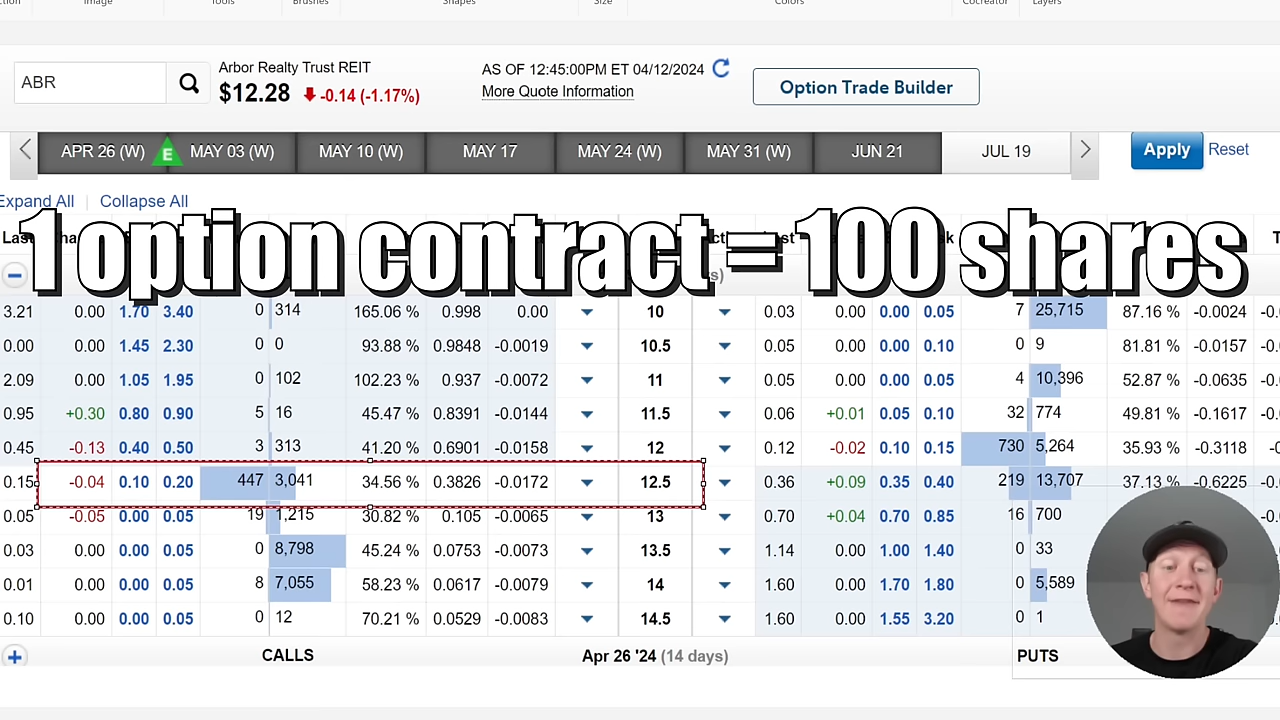 Image Tools Brushes Shapes Size Colors Cocreator Layers
ABR
Arbor Realty Trust REIT
$12.28 -0.14 (-1.17%)
AS OF 12:45:00PM ET 04/12/2024
More Quote Information
Option Trade Builder
APR 26 (W) E MAY 03 (W) MAY 10 (W) MAY 17 MAY 24 (W) MAY 31 (W) JUN 21 JUL 19 Apply Reset
Expand All | Collapse All
1 option contract = 100 shares
3.21 0.00 1.70 3.40 0 314 165.06 % 0.998 0.00 10 0.03 0.00 0.00 0.05 7 25,715 87.16 % -0.0024
0.00 0.00 1.45 2.30 0 0 93.88 % 0.9848 -0.0019 10.5 0.05 0.00 0.00 0.10 0 9 81.81 % -0.0157
2.09 0.00 1.05 1.95 0 102 102.23 % 0.937 -0.0072 11 0.05 0.00 0.00 0.05 4 10,396 52.87 % -0.0635
0.95 +0.30 0.80 0.90 5 16 45.47 % 0.8391 -0.0144 11.5 0.06 +0.01 0.05 0.10 32 774 49.81 % -0.1617
0.45 -0.13 0.40 0.50 3 313 41.20 % 0.6901 -0.0158 12 0.12 -0.02 0.10 0.15 730 5,264 35.93 % -0.3118
0.15 -0.04 0.10 0.20 447 3,041 34.56 % 0.3826 -0.0172 12.5 0.36 +0.09 0.35 0.40 219 13,707 37.13 % -0.6225
0.05 -0.05 0.00 0.05 19 1,215 30.82 % 0.105 -0.0065 13 0.70 +0.04 0.70 0.85 16 700
0.03 0.00 0.00 0.05 0 8,798 45.24 % 0.0753 -0.0073 13.5 1.14 0.00 1.00 1.40 0 33
0.01 0.00 0.00 0.05 8 7,055 58.23 % 0.0617 -0.0079 14 1.60 0.00 1.70 1.80 0 5,589
0.10 0.00 0.00 0.05 0 12 70.21 % 0.0529 -0.0083 14.5 1.60 0.00 1.55 3.20 0 1
CALLS Apr 26 '24 (14 days) PUTS